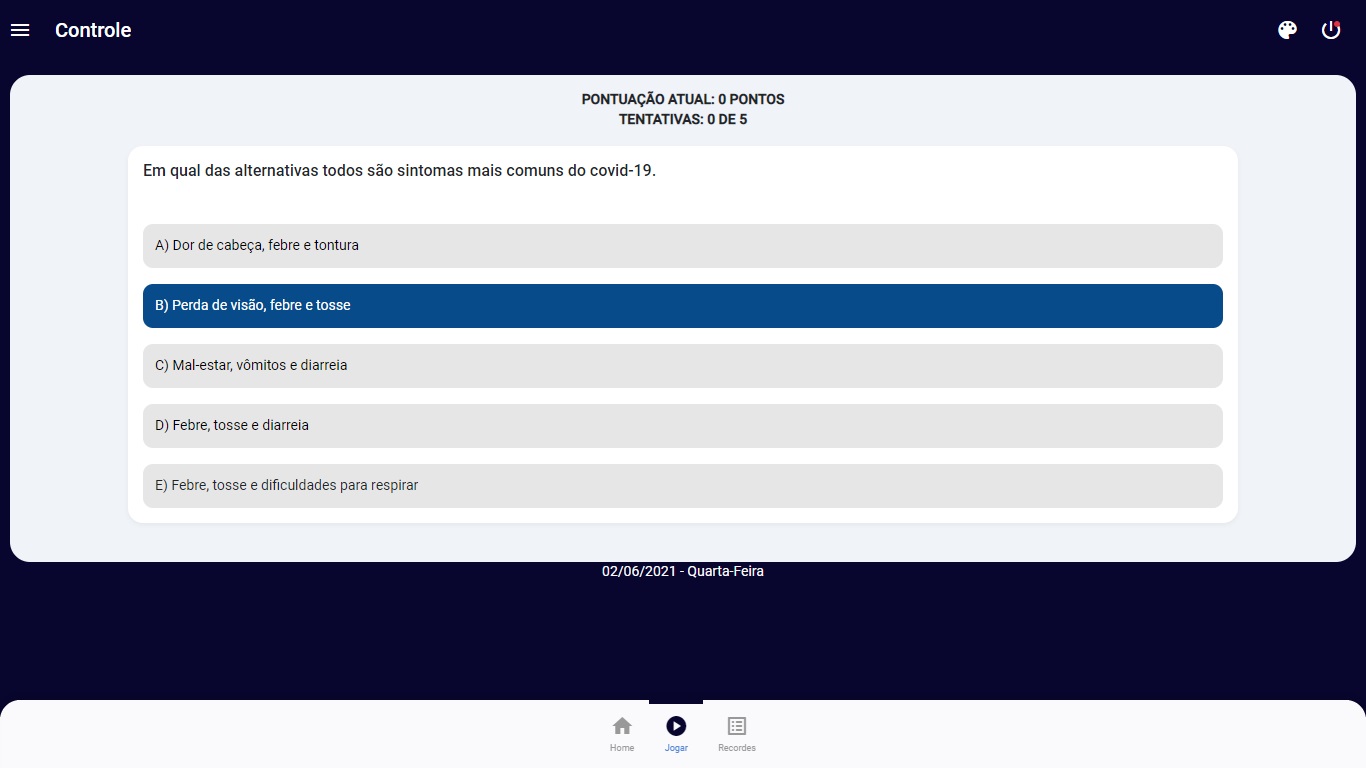 Controle
PONTUAÇÃO ATUAL: 0 PONTOS
TENTATIVAS: 0 DE 5
Em qual das alternativas todos são sintomas mais comuns do covid-19.
A) Dor de cabeça, febre e tontura
B) Perda de visão, febre e tosse
C) Mal-estar, vômitos e diarreia
D) Febre, tosse e diarreia
E) Febre, tosse e dificuldades para respirar
02/06/2021 - Quarta-Feira
Home Jogar Recordes